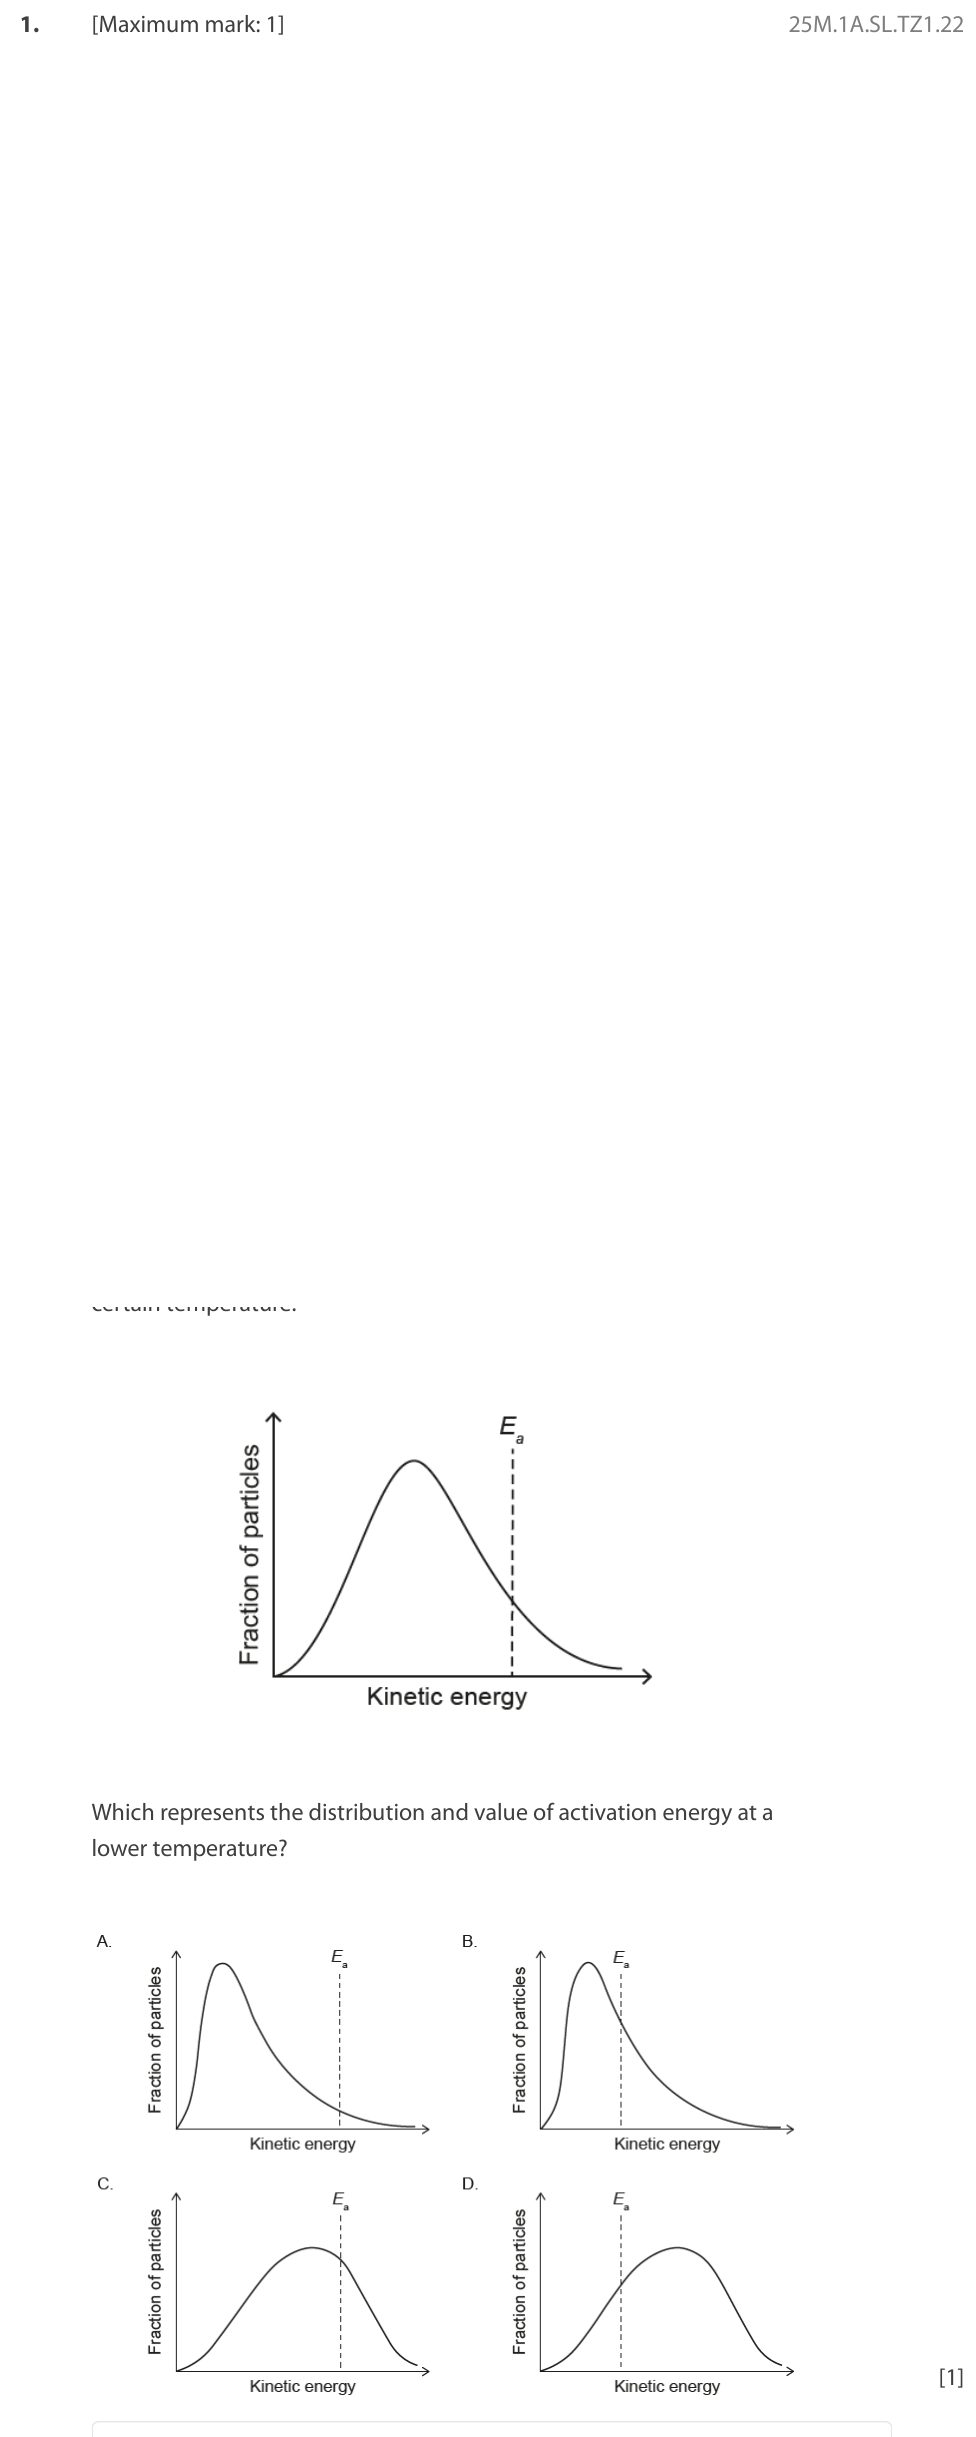 1. [Maximum mark: 1] 25M.1A.SL.TZ1.22
certain temperature.
E
a
Fraction of particles
Kinetic energy
Which represents the distribution and value of activation energy at a
lower temperature?
A.
E
a
Fraction of particles
Kinetic energy
B.
E
a
Fraction of particles
Kinetic energy
C.
E
a
Fraction of particles
Kinetic energy
D.
E
a
Fraction of particles
Kinetic energy
[1]